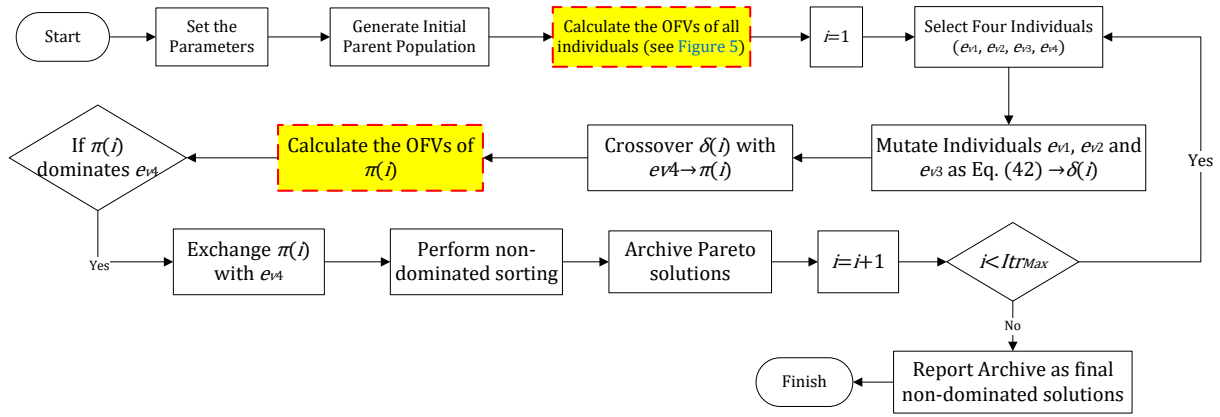 Start
Set the
Parameters
Generate Initial
Parent Population
Calculate the OFVs of all
individuals (see Figure 5)
i=1
Select Four Individuals
(ev1, ev2, ev3, ev4)
If π(i)
dominates ev4
Calculate the OFVs of
π(i)
Crossover δ(i) with
ev4→π(i)
Mutate Individuals ev1, ev2 and
ev3 as Eq. (42) →δ(i)
Yes
Yes
Exchange π(i)
with ev4
Perform non-
dominated sorting
Archive Pareto
solutions
i=i+1
i<ItrMax
No
Finish
Report Archive as final
non-dominated solutions